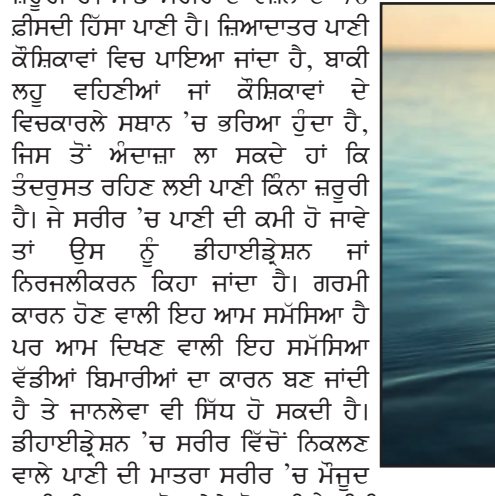 ਫ਼ੀਸਦੀ ਹਿੱਸਾ ਪਾਣੀ ਹੈ। ਜ਼ਿਆਦਾਤਰ ਪਾਣੀ
ਕੌਸ਼ਿਕਾਵਾਂ ਵਿਚ ਪਾਇਆ ਜਾਂਦਾ ਹੈ, ਬਾਕੀ
ਲਹੂ ਵਹਿਣੀਆਂ ਜਾਂ ਕੌਸ਼ਿਕਾਵਾਂ ਦੇ
ਵਿਚਕਾਰਲੇ ਸਥਾਨ ’ਚ ਭਰਿਆ ਹੁੰਦਾ ਹੈ,
ਜਿਸ ਤੋਂ ਅੰਦਾਜ਼ਾ ਲਾ ਸਕਦੇ ਹਾਂ ਕਿ
ਤੰਦਰੁਸਤ ਰਹਿਣ ਲਈ ਪਾਣੀ ਕਿੰਨਾ ਜ਼ਰੂਰੀ
ਹੈ। ਜੇ ਸਰੀਰ ’ਚ ਪਾਣੀ ਦੀ ਕਮੀ ਹੋ ਜਾਵੇ
ਤਾਂ ਉਸ ਨੂੰ ਡੀਹਾਈਡ੍ਰੇਸ਼ਨ ਜਾਂ
ਨਿਰਜਲੀਕਰਨ ਕਿਹਾ ਜਾਂਦਾ ਹੈ। ਗਰਮੀ
ਕਾਰਨ ਹੋਣ ਵਾਲੀ ਇਹ ਆਮ ਸਮੱਸਿਆ ਹੈ
ਪਰ ਆਮ ਦਿਖਣ ਵਾਲੀ ਇਹ ਸਮੱਸਿਆ
ਵੱਡੀਆਂ ਬਿਮਾਰੀਆਂ ਦਾ ਕਾਰਨ ਬਣ ਜਾਂਦੀ
ਹੈ ਤੇ ਜਾਨਲੇਵਾ ਵੀ ਸਿੱਧ ਹੋ ਸਕਦੀ ਹੈ।
ਡੀਹਾਈਡ੍ਰੇਸ਼ਨ ’ਚ ਸਰੀਰ ਵਿੱਚੋਂ ਨਿਕਲਣ
ਵਾਲੇ ਪਾਣੀ ਦੀ ਮਾਤਰਾ ਸਰੀਰ ’ਚ ਮੌਜੂਦ